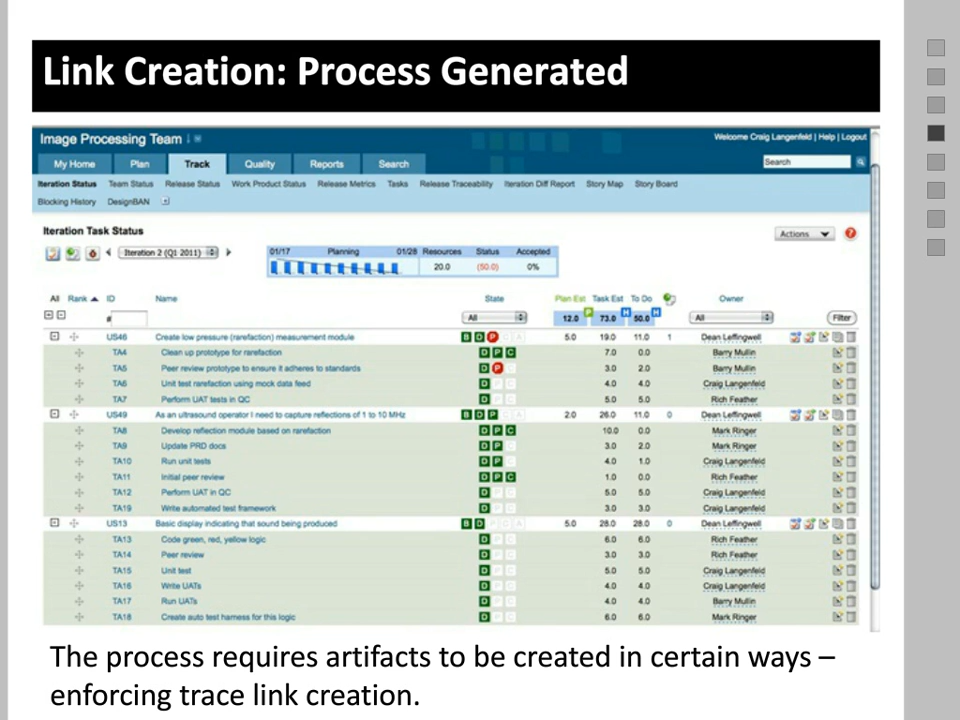 Link Creation: Process Generated
Image Processing Team
Welcome Craig Langenfeld | Help | Logout
My Home Plan Track Quality Reports Search
Search
Iteration Status Team Status Release Status Work Product Status Release Metrics Tasks Release Traceability Iteration Diff Report Story Map Story Board
Blocking History DesignBAN
Iteration Task Status
Actions
Iteration 2 (Q1 2011)
01/17 Planning 01/28 Resources Status Accepted
20.0 (50.0) 0%
All Rank ID Name State Plan Est Task Est To Do Owner
# All 12.0 P 73.0 H 50.0 H All Filter
US46 Create low pressure (rarefaction) measurement module B D P C A 5.0 19.0 11.0 1 Dean Leffingwell
TA4 Clean up prototype for rarefaction D P C 7.0 0.0 Barry Mullin
TA5 Peer review prototype to ensure it adheres to standards D P C 3.0 2.0 Barry Mullin
TA6 Unit test rarefaction using mock data feed D P C 4.0 4.0 Craig Langenfeld
TA7 Perform UAT tests in QC D P C 5.0 5.0 Rich Feather
US49 As an ultrasound operator I need to capture reflections of 1 to 10 MHz B D P C A 2.0 26.0 11.0 0 Dean Leffingwell
TA8 Develop reflection module based on rarefaction D P C 10.0 0.0 Mark Ringer
TA9 Update PRD docs D P C 3.0 2.0 Mark Ringer
TA10 Run unit tests D P C 4.0 1.0 Craig Langenfeld
TA11 Initial peer review D P C 1.0 0.0 Rich Feather
TA12 Perform UAT in QC D P C 5.0 5.0 Craig Langenfeld
TA19 Write automated test framework D P C 3.0 3.0 Craig Langenfeld
US13 Basic display indicating that sound being produced B D P C A 5.0 28.0 28.0 0 Dean Leffingwell
TA13 Code green, red, yellow logic D P C 6.0 6.0 Rich Feather
TA14 Peer review D P C 3.0 3.0 Rich Feather
TA15 Unit test D P C 5.0 5.0 Craig Langenfeld
TA16 Write UATs D P C 4.0 4.0 Craig Langenfeld
TA17 Run UATs D P C 4.0 4.0 Barry Mullin
TA18 Create auto test harness for this logic D P C 6.0 6.0 Mark Ringer
The process requires artifacts to be created in certain ways –
enforcing trace link creation.